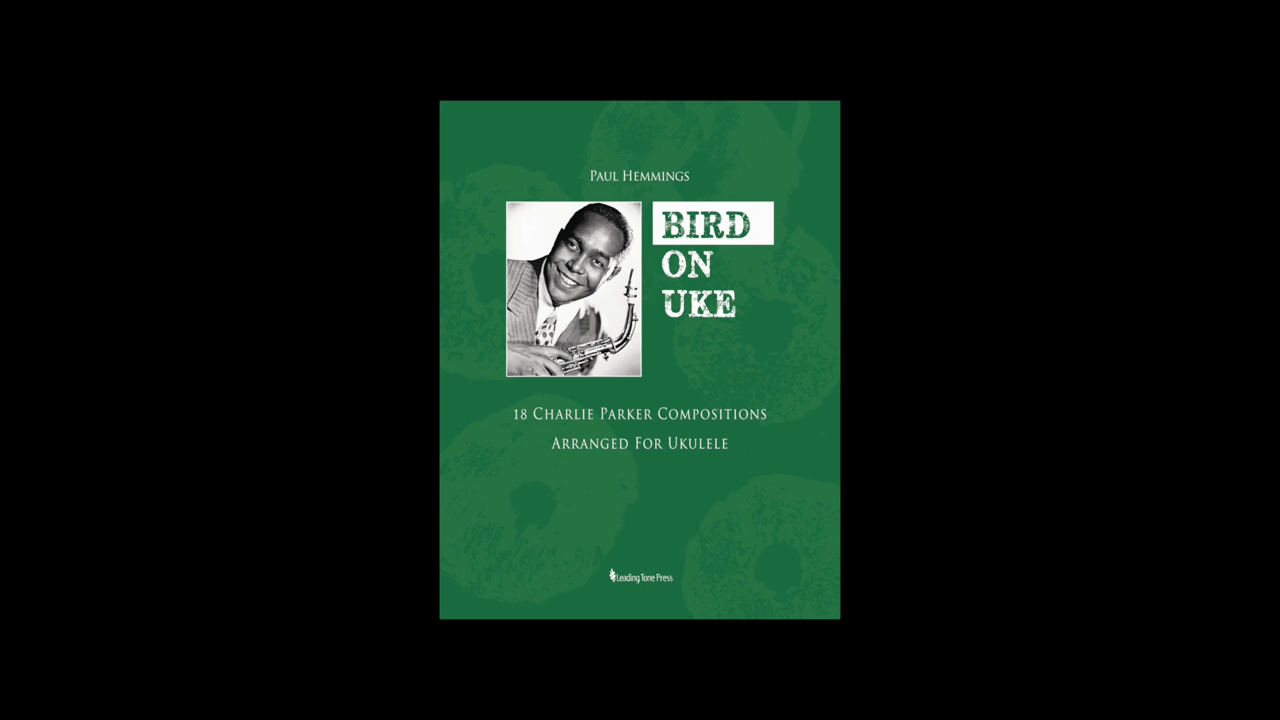 PAUL HEMMINGS
BIRD
ON
UKE
18 CHARLIE PARKER COMPOSITIONS
ARRANGED FOR UKULELE
Leading Tone Press